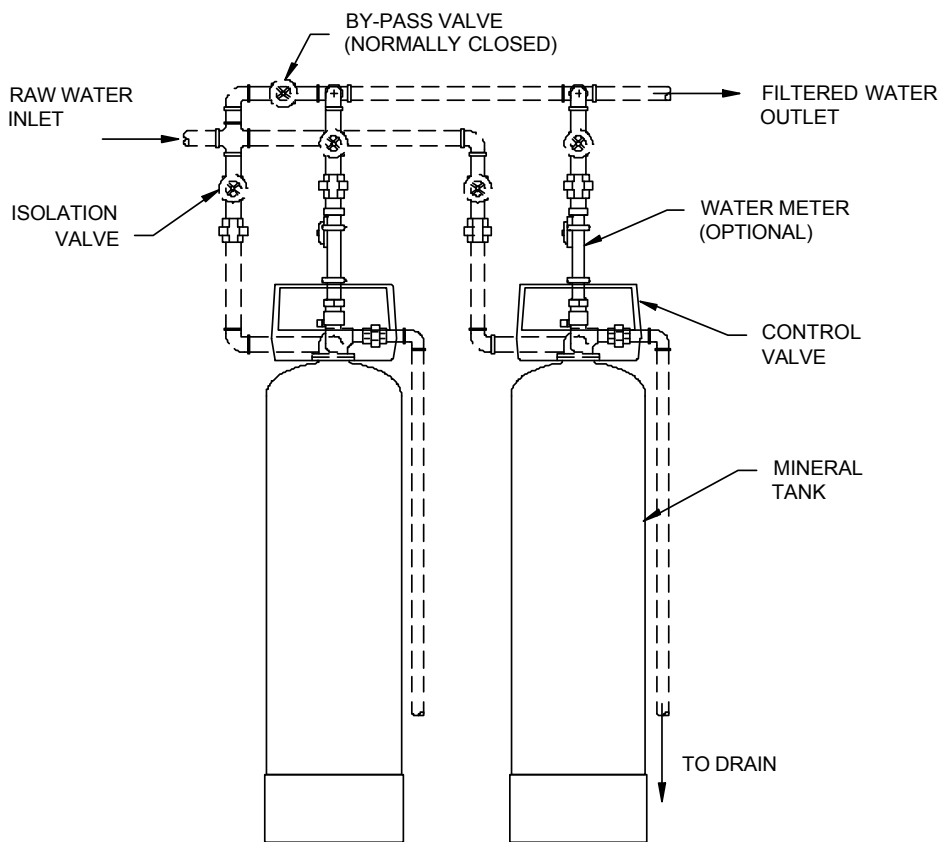 BY-PASS VALVE
(NORMALLY CLOSED)
RAW WATER
INLET
FILTERED WATER
OUTLET
ISOLATION
VALVE
WATER METER
(OPTIONAL)
CONTROL
VALVE
MINERAL
TANK
TO DRAIN